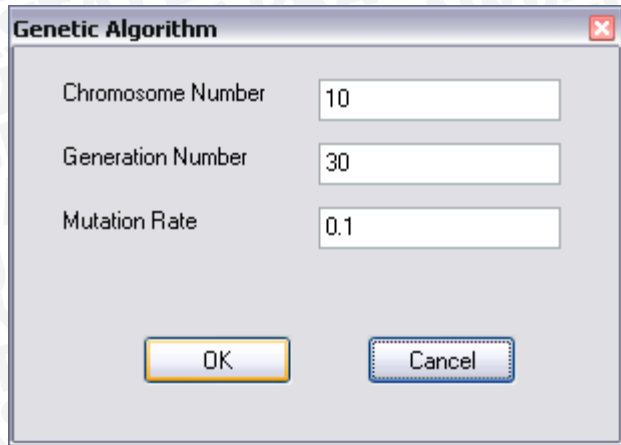 Genetic Algorithm
Chromosome Number 10
Generation Number 30
Mutation Rate 0.1
OK Cancel